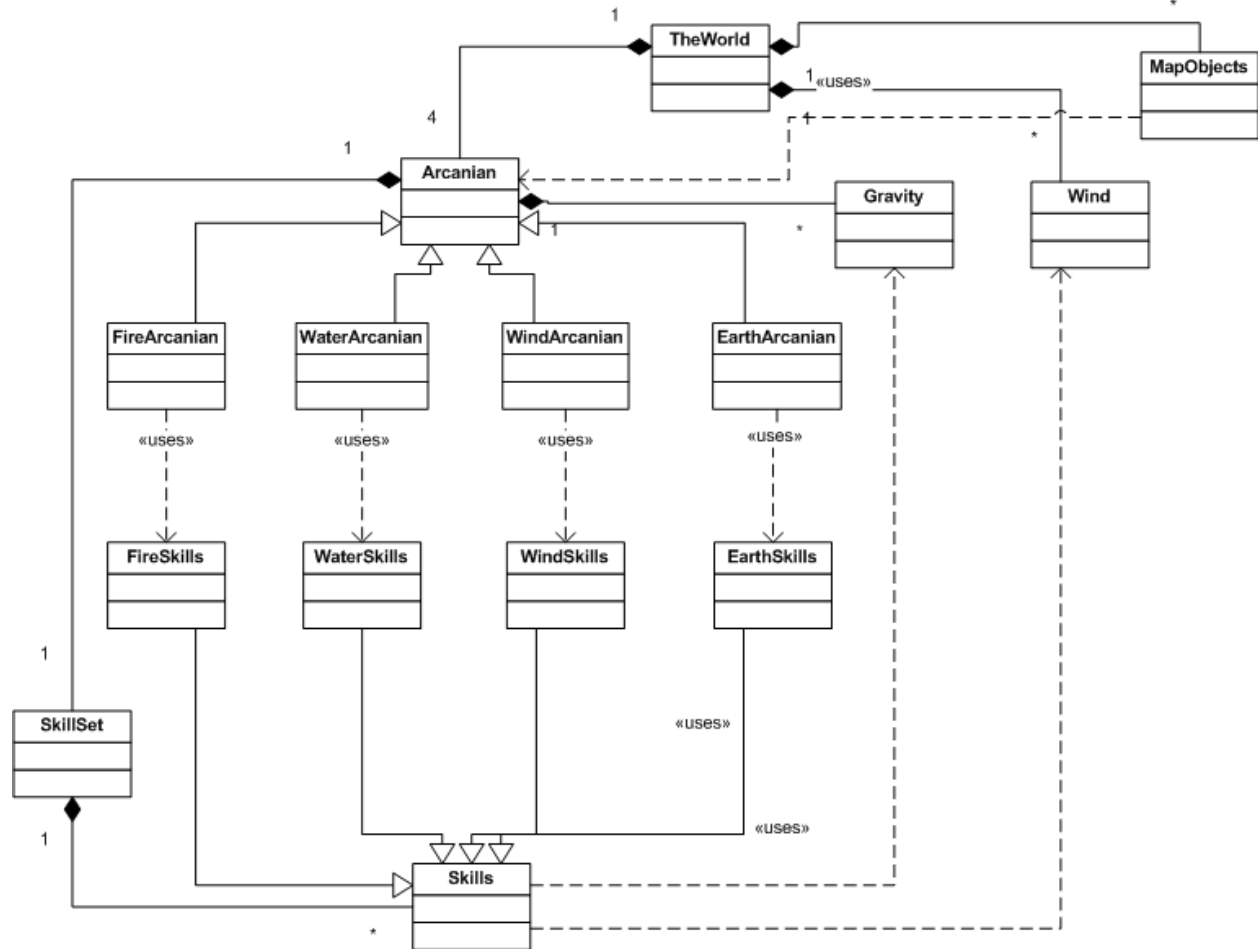 1
*
TheWorld
MapObjects
1
«uses»
4
1
*
1
Arcanian
Gravity
Wind
1
*
FireArcanian
WaterArcanian
WindArcanian
EarthArcanian
«uses»
«uses»
«uses»
«uses»
FireSkills
WaterSkills
WindSkills
EarthSkills
1
SkillSet
«uses»
1
«uses»
Skills
*